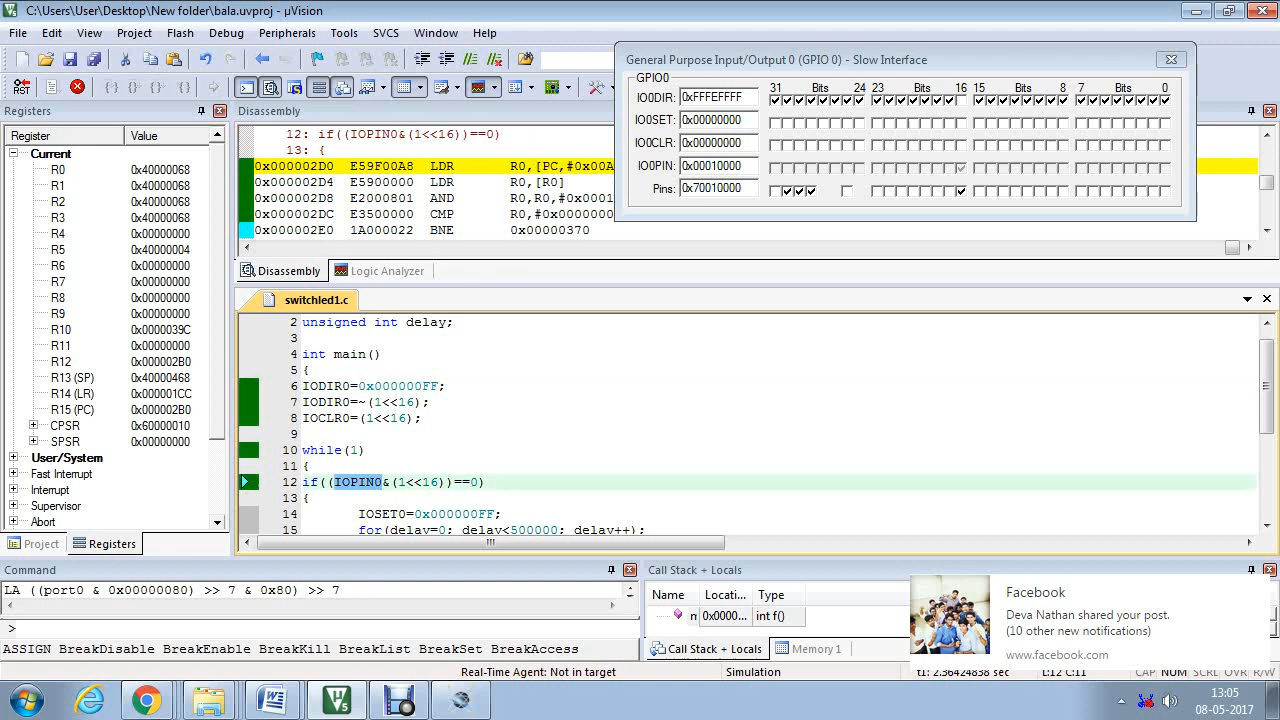 C:\Users\User\Desktop\New folder\bala.uvproj - µVision
File Edit View Project Flash Debug Peripherals Tools SVCS Window Help
Registers
Register Value
Current
R0 0x40000068
R1 0x40000068
R2 0x40000068
R3 0x40000068
R4 0x00000000
R5 0x40000004
R6 0x00000000
R7 0x00000000
R8 0x00000000
R9 0x00000000
R10 0x0000039C
R11 0x00000000
R12 0x000002B0
R13 (SP) 0x40000468
R14 (LR) 0x000001CC
R15 (PC) 0x000002B0
CPSR 0x60000010
SPSR 0x00000000
User/System
Fast Interrupt
Interrupt
Supervisor
Abort
Project Registers
Disassembly
12: if((IOPIN0&(1<<16))==0)
13: {
0x000002D0 E59F00A8 LDR R0,[PC,#0x00A
0x000002D4 E5900000 LDR R0,[R0]
0x000002D8 E2000801 AND R0,R0,#0x0001
0x000002DC E3500000 CMP R0,#0x000000
0x000002E0 1A000022 BNE 0x00000370
Disassembly Logic Analyzer
General Purpose Input/Output 0 (GPIO 0) - Slow Interface
GPIO0
31 Bits 24 23 Bits 16 15 Bits 8 7 Bits 0
IO0DIR: 0xFFFEFFFF
IO0SET: 0x00000000
IO0CLR: 0x00000000
IO0PIN: 0x00010000
Pins: 0x70010000
switchled1.c
2 unsigned int delay;
3
4 int main()
5 {
6 IODIR0=0x000000FF;
7 IODIR0=~(1<<16);
8 IOCLR0=(1<<16);
9
10 while(1)
11 {
12 if((IOPIN0&(1<<16))==0)
13 {
14 IOSET0=0x000000FF;
15 for(delay=0; delay<500000; delay++);
Command
LA ((port0 & 0x00000080) >> 7 & 0x80) >> 7
>
ASSIGN BreakDisable BreakEnable BreakKill BreakList BreakSet BreakAccess
Call Stack + Locals
Name Locati... Type
0x0000... int f()
Call Stack + Locals Memory 1
Facebook
Deva Nathan shared your post.
(10 other new notifications)
www.facebook.com
Real-Time Agent: Not in target Simulation t1: 2.36424838 sec L:12 C:11 CAP NUM SCRL OVR R/W
13:05
08-05-2017